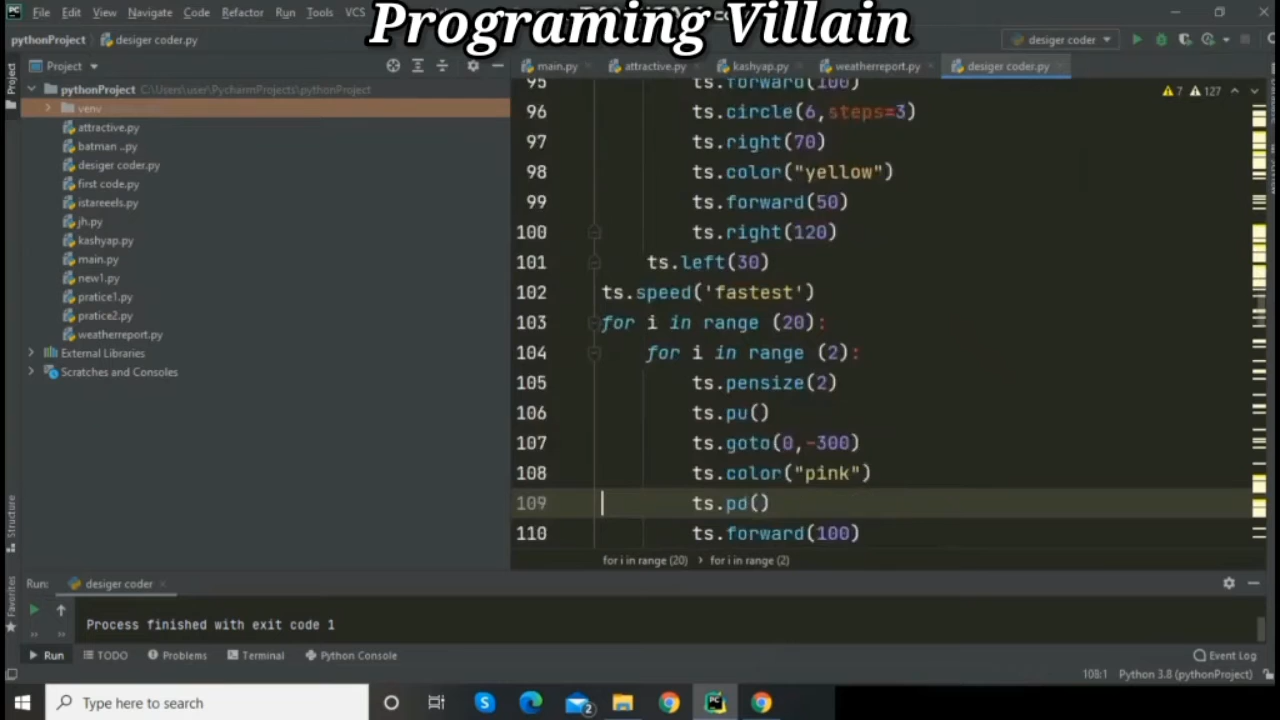 Programing Villain
File Edit View Navigate Code Refactor Run Tools VCS
pythonProject desiger coder.py
desiger coder
Project
main.py attractive.py kashyap.py weatherreport.py desiger coder.py
pythonProject C:\Users\user\PycharmProjects\pythonProject
venv
attractive.py
batman ..py
desiger coder.py
first code.py
istareeels.py
jh.py
kashyap.py
main.py
new1.py
pratice1.py
pratice2.py
weatherreport.py
External Libraries
Scratches and Consoles
7 127
95 ts.forward(100)
96 ts.circle(6,steps=3)
97 ts.right(70)
98 ts.color("yellow")
99 ts.forward(50)
100 ts.right(120)
101 ts.left(30)
102 ts.speed('fastest')
103 for i in range (20):
104 for i in range (2):
105 ts.pensize(2)
106 ts.pu()
107 ts.goto(0,-300)
108 ts.color("pink")
109 ts.pd()
110 ts.forward(100)
for i in range (20) › for i in range (2)
Project
Structure
Favorites
Run: desiger coder
Process finished with exit code 1
Run TODO Problems Terminal Python Console Event Log
108:1 Python 3.8 (pythonProject)
Type here to search
2